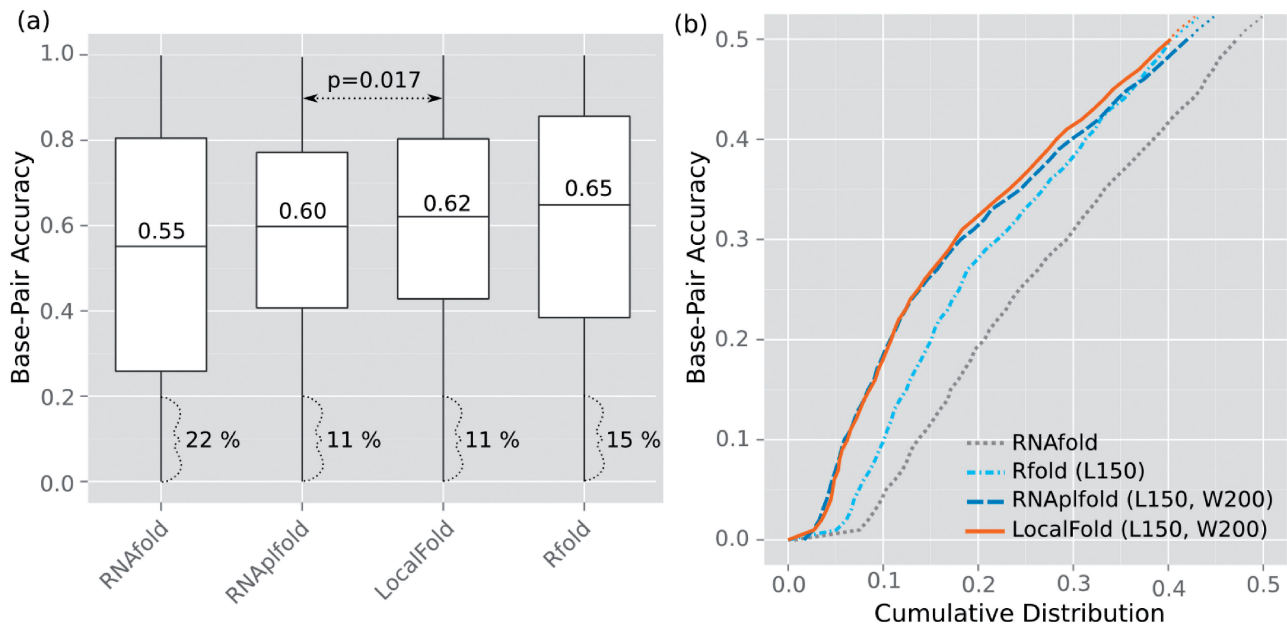 (a)
Base-Pair Accuracy
1.0
0.8
0.6
0.4
0.2
0.0
p=0.017
0.55
0.60
0.62
0.65
22 %
11 %
11 %
15 %
RNAfold
RNAplfold
LocalFold
Rfold
(b)
Base-Pair Accuracy
0.5
0.4
0.3
0.2
0.1
0.0
RNAfold
Rfold (L150)
RNAplfold (L150, W200)
LocalFold (L150, W200)
0.0
0.1
0.2
0.3
0.4
0.5
Cumulative Distribution